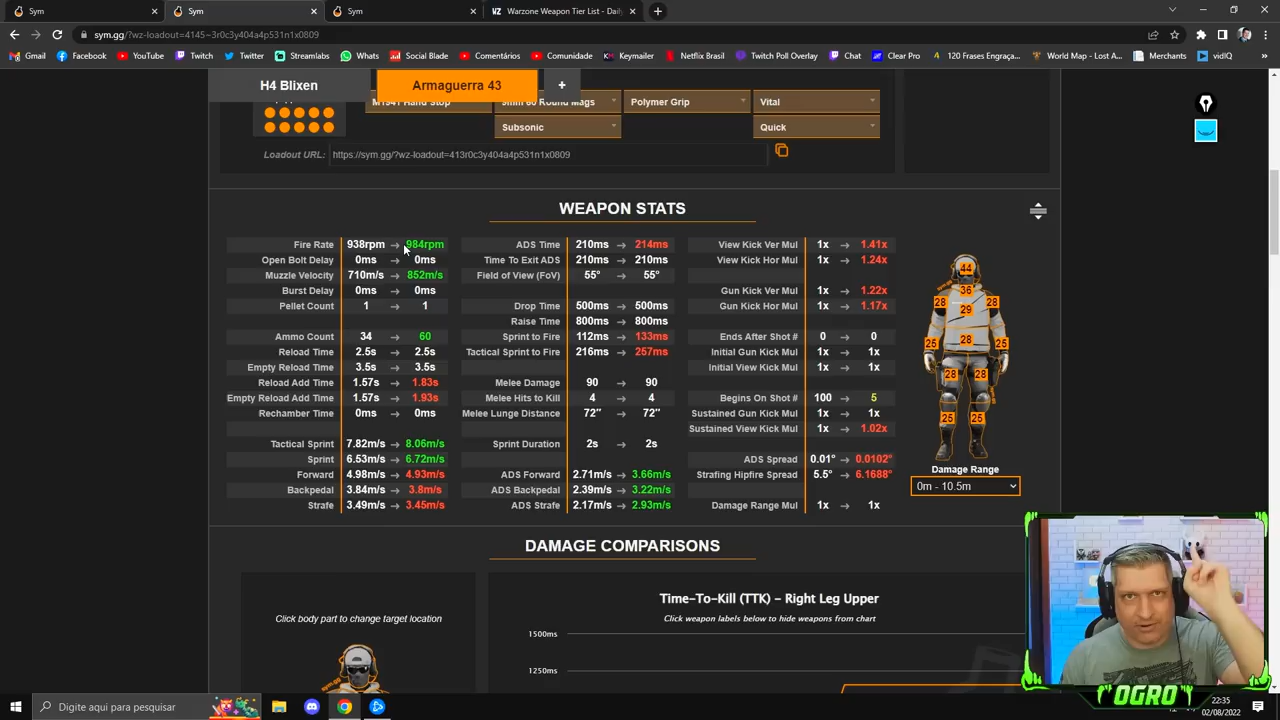 Sym
Sym
Sym
Warzone Weapon Tier List - Daily
sym.gg/?wz-loadout=4145-3r0c3y404a4p531n1x0809
Gmail Facebook YouTube Twitch Twitter Streamlabs Whats Social Blade Comentários Comunidade Keymailer Netflix Brasil Twitch Poll Overlay Chat Clear Pro 120 Frases Engraça... World Map - Lost A... Merchants vidIQ
H4 Blixen Armaguerra 43 +
M1941 Hand Stop 9mm 60 Round Mags Polymer Grip Vital
Subsonic Quick
Loadout URL: https://sym.gg/?wz-loadout=413r0c3y404a4p531n1x0809
WEAPON STATS
Fire Rate 938rpm → 984rpm
Open Bolt Delay 0ms → 0ms
Muzzle Velocity 710m/s → 852m/s
Burst Delay 0ms → 0ms
Pellet Count 1 → 1
Ammo Count 34 → 60
Reload Time 2.5s → 2.5s
Empty Reload Time 3.5s → 3.5s
Reload Add Time 1.57s → 1.83s
Empty Reload Add Time 1.57s → 1.93s
Rechamber Time 0ms → 0ms
Tactical Sprint 7.82m/s → 8.06m/s
Sprint 6.53m/s → 6.72m/s
Forward 4.98m/s → 4.93m/s
Backpedal 3.84m/s → 3.8m/s
Strafe 3.49m/s → 3.45m/s
ADS Time 210ms → 214ms
Time To Exit ADS 210ms → 210ms
Field of View (FoV) 55° → 55°
Drop Time 500ms → 500ms
Raise Time 800ms → 800ms
Sprint to Fire 112ms → 133ms
Tactical Sprint to Fire 216ms → 257ms
Melee Damage 90 → 90
Melee Hits to Kill 4 → 4
Melee Lunge Distance 72″ → 72″
Sprint Duration 2s → 2s
ADS Forward 2.71m/s → 3.66m/s
ADS Backpedal 2.39m/s → 3.22m/s
ADS Strafe 2.17m/s → 2.93m/s
View Kick Ver Mul 1x → 1.41x
View Kick Hor Mul 1x → 1.24x
Gun Kick Ver Mul 1x → 1.22x
Gun Kick Hor Mul 1x → 1.17x
Ends After Shot # 0 → 0
Initial Gun Kick Mul 1x → 1x
Initial View Kick Mul 1x → 1x
Begins On Shot # 100 → 5
Sustained Gun Kick Mul 1x → 1x
Sustained View Kick Mul 1x → 1.02x
ADS Spread 0.01° → 0.0102°
Strafing Hipfire Spread 5.5° → 6.1688°
Damage Range Mul 1x → 1x
44
36
28 29 28
25 28 25
28 28
25 25
Damage Range
0m - 10.5m
DAMAGE COMPARISONS
Click body part to change target location
Time-To-Kill (TTK) - Right Leg Upper
Click weapon labels below to hide weapons from chart
1500ms
1250ms
OGRO
Digite aqui para pesquisar
22:35
02/08/2022